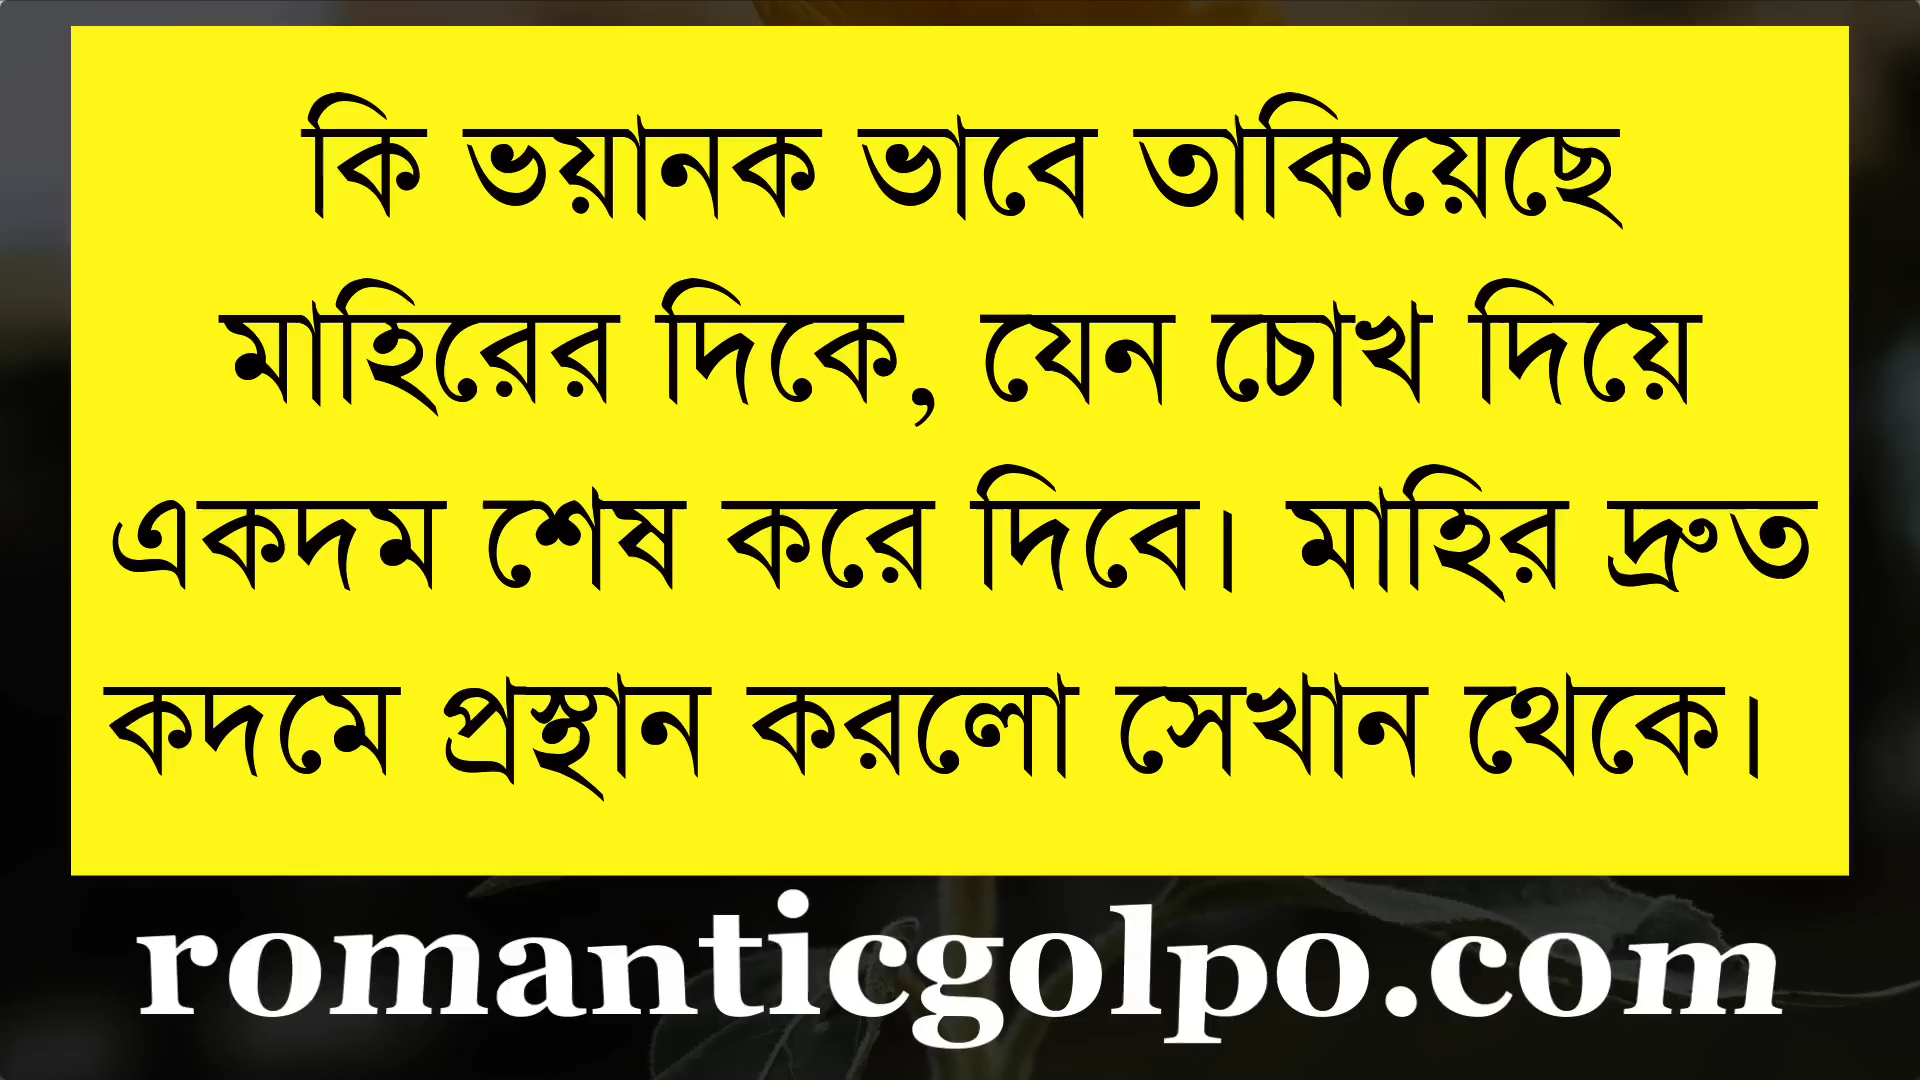 কি ভয়ানক ভাবে তাকিয়েছে
মাহিরের দিকে, যেন চোখ দিয়ে
একদম শেষ করে দিবে। মাহির দ্রুত
কদমে প্রস্থান করলো সেখান থেকে।
romanticgolpo.com